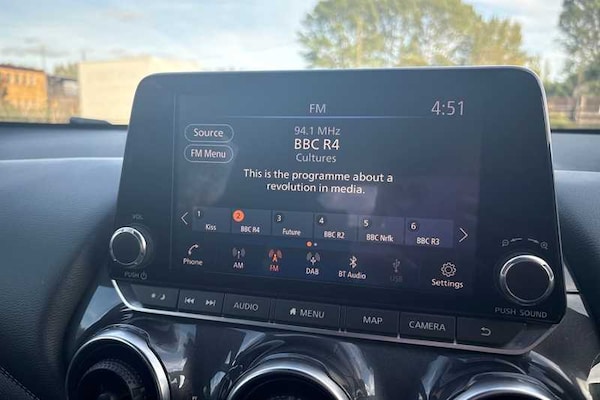 FM
4:51
Source
FM Menu
94.1 MHz
BBC R4
Cultures
This is the programme about a
revolution in media.
1 Kiss
2 BBC R4
3 Future
4 BBC R2
5 BBC Nrflk
6 BBC R3
Phone
AM
FM
DAB
BT Audio
USB
Settings
VOL
PUSH
AUDIO
MENU
MAP
CAMERA
PUSH SOUND